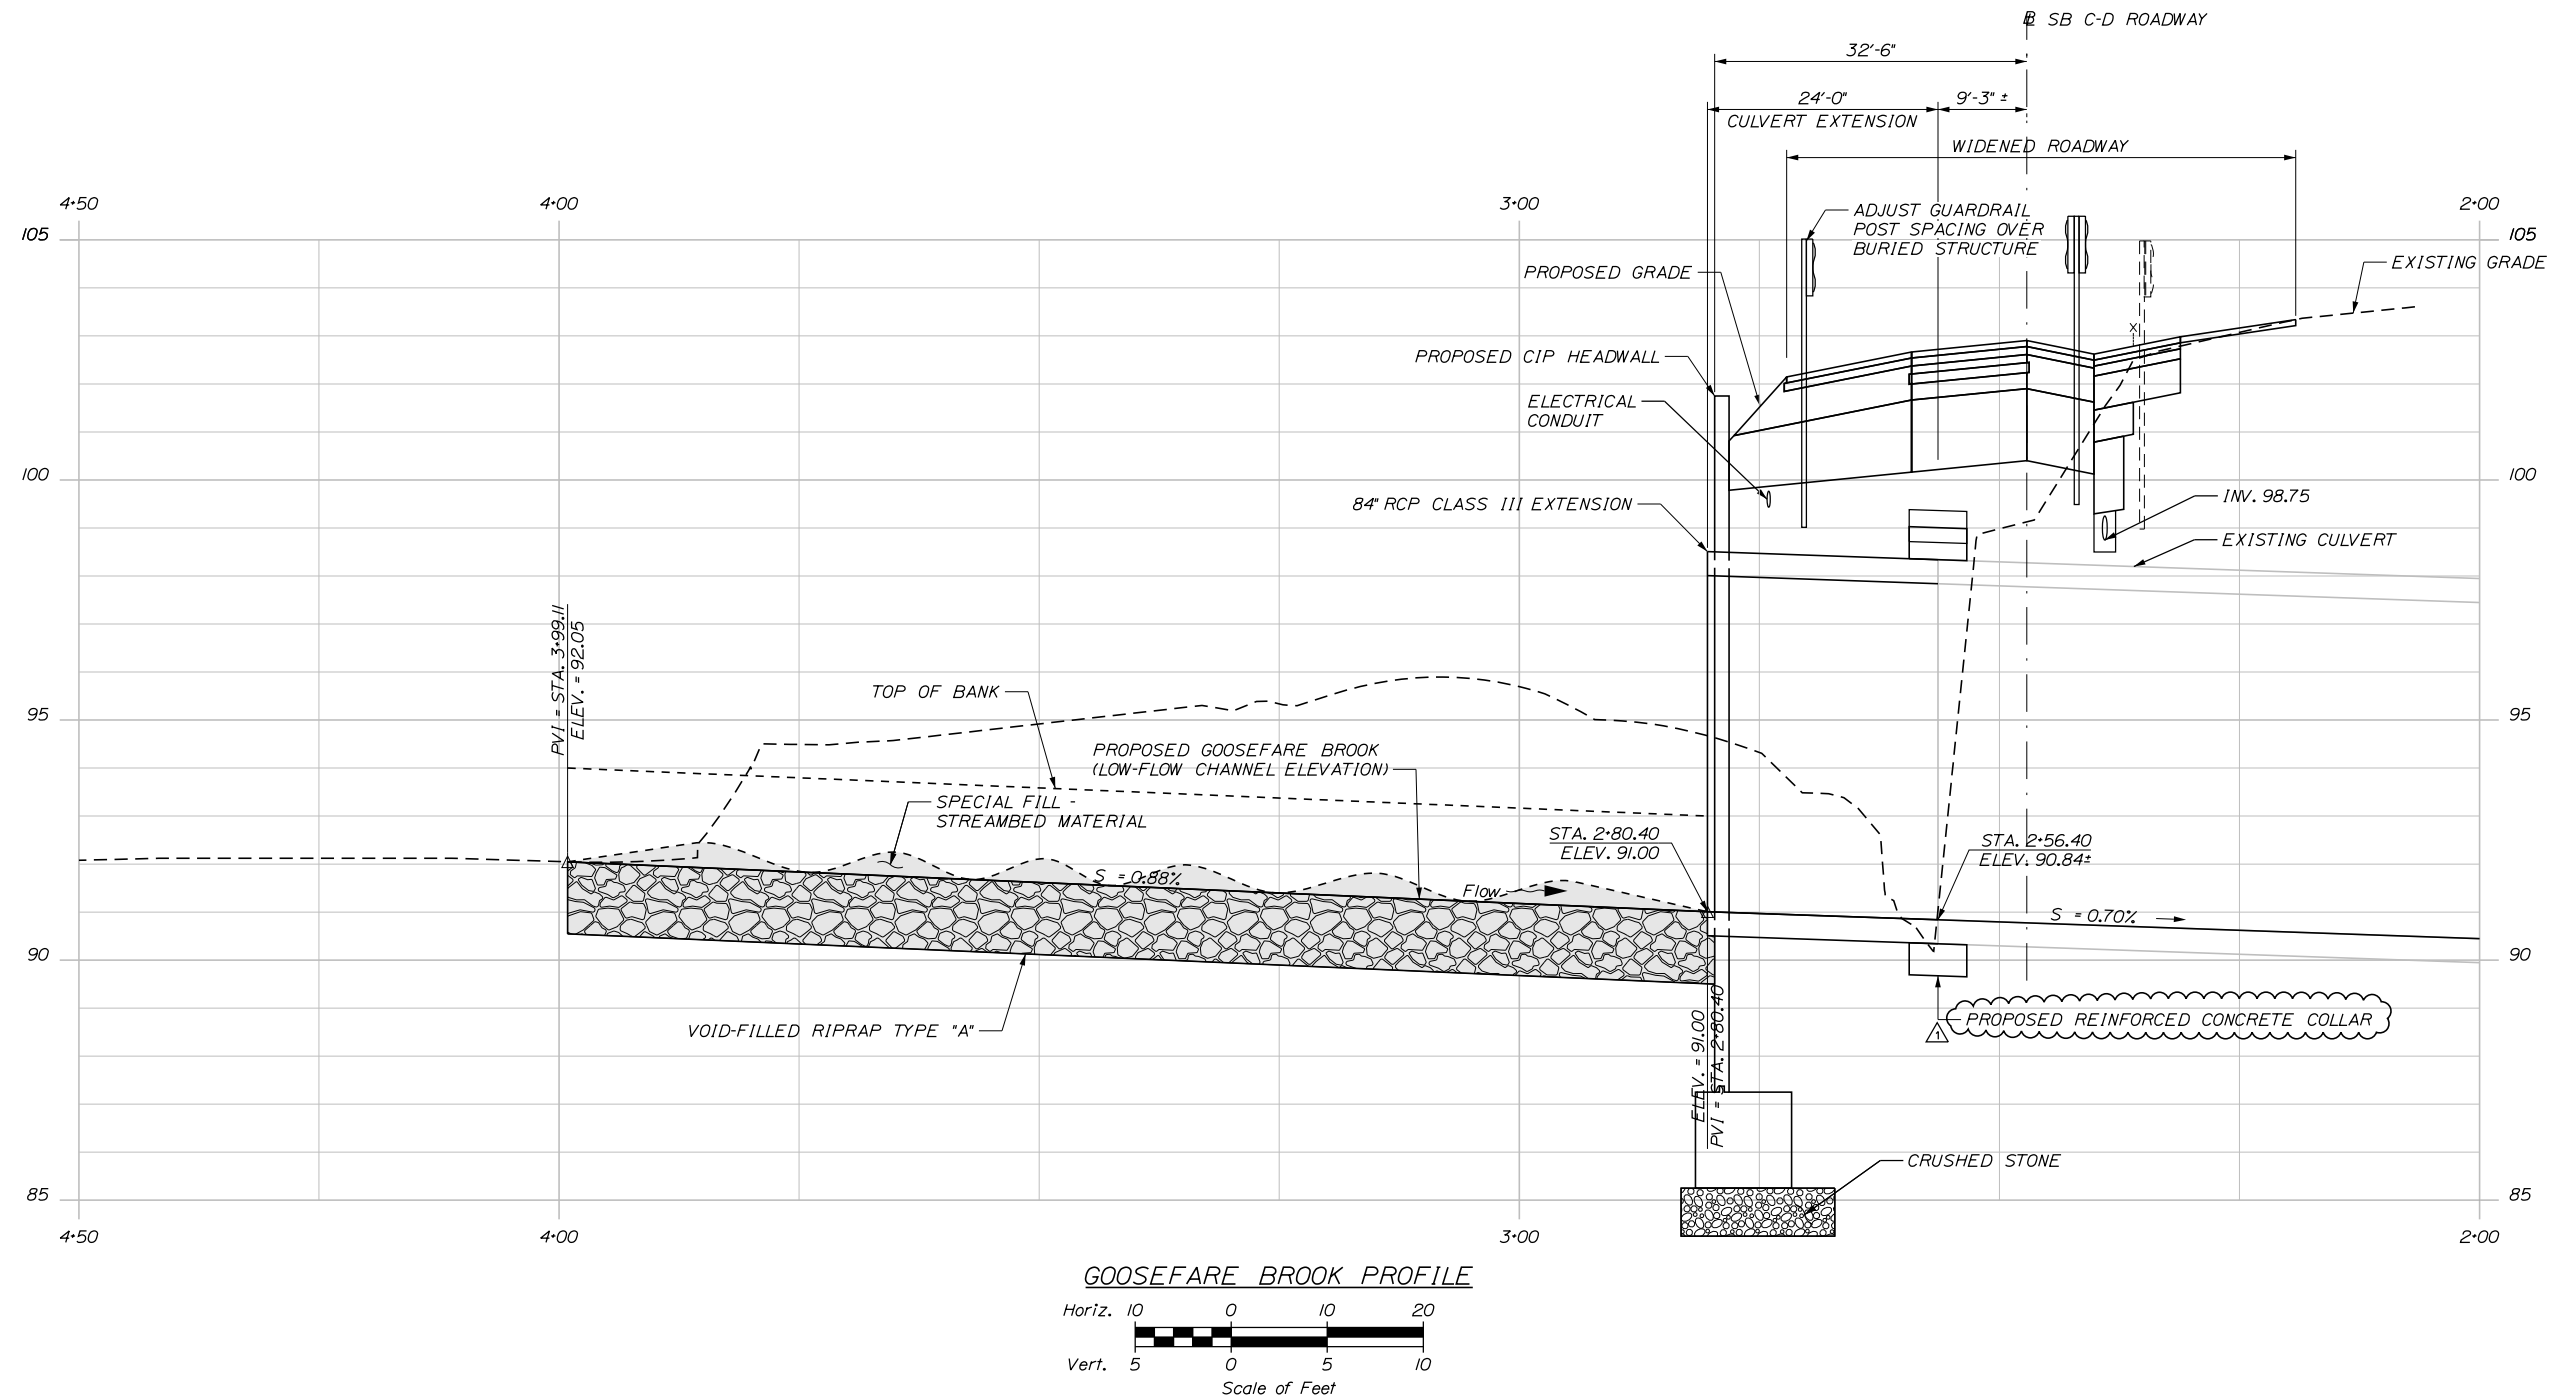 ℄ SB C-D ROADWAY
32'-6"
24'-0"
9'-3" ±
CULVERT EXTENSION
WIDENED ROADWAY
4+50
4+00
3+00
2+00
ADJUST GUARDRAIL
POST SPACING OVER
BURIED STRUCTURE
105
105
EXISTING GRADE
PROPOSED GRADE
PROPOSED CIP HEADWALL
ELECTRICAL
CONDUIT
100
100
84" RCP CLASS III EXTENSION
INV. 98.75
EXISTING CULVERT
PVI = STA. 3+99.11
ELEV. = 92.05
TOP OF BANK
95
95
PROPOSED GOOSEFARE BROOK
(LOW-FLOW CHANNEL ELEVATION)
SPECIAL FILL -
STREAMBED MATERIAL
STA. 2+80.40
ELEV. 91.00
STA. 2+56.40
ELEV. 90.84±
S = 0.88%
Flow
S = 0.70%
90
90
VOID-FILLED RIPRAP TYPE "A"
ELEV. = 91.00
PVI = STA. 2+80.40
PROPOSED REINFORCED CONCRETE COLLAR
1
CRUSHED STONE
85
85
4+50
4+00
3+00
2+00
GOOSEFARE BROOK PROFILE
Horiz. 10 0 10 20
Vert. 5 0 5 10
Scale of Feet